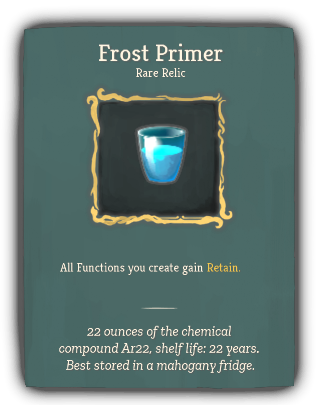 Frost Primer
Rare Relic
All Functions you create gain Retain.
22 ounces of the chemical
compound Ar22, shelf life: 22 years.
Best stored in a mahogany fridge.